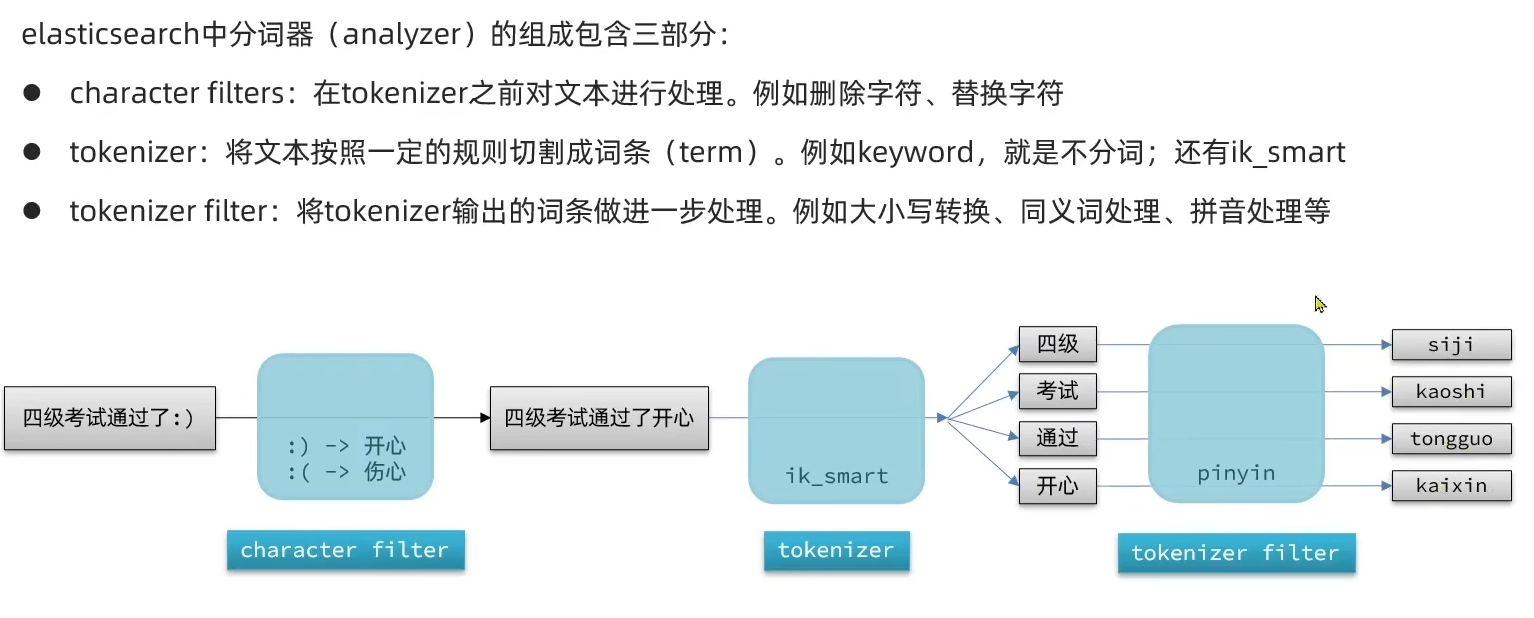 elasticsearch中分词器（analyzer）的组成包含三部分：
● character filters：在tokenizer之前对文本进行处理。例如删除字符、替换字符
● tokenizer：将文本按照一定的规则切割成词条（term）。例如keyword，就是不分词；还有ik_smart
● tokenizer filter：将tokenizer输出的词条做进一步处理。例如大小写转换、同义词处理、拼音处理等
四级考试通过了:)
:) -> 开心
:( -> 伤心
character filter
四级考试通过了开心
ik_smart
tokenizer
四级
考试
通过
开心
pinyin
tokenizer filter
siji
kaoshi
tongguo
kaixin